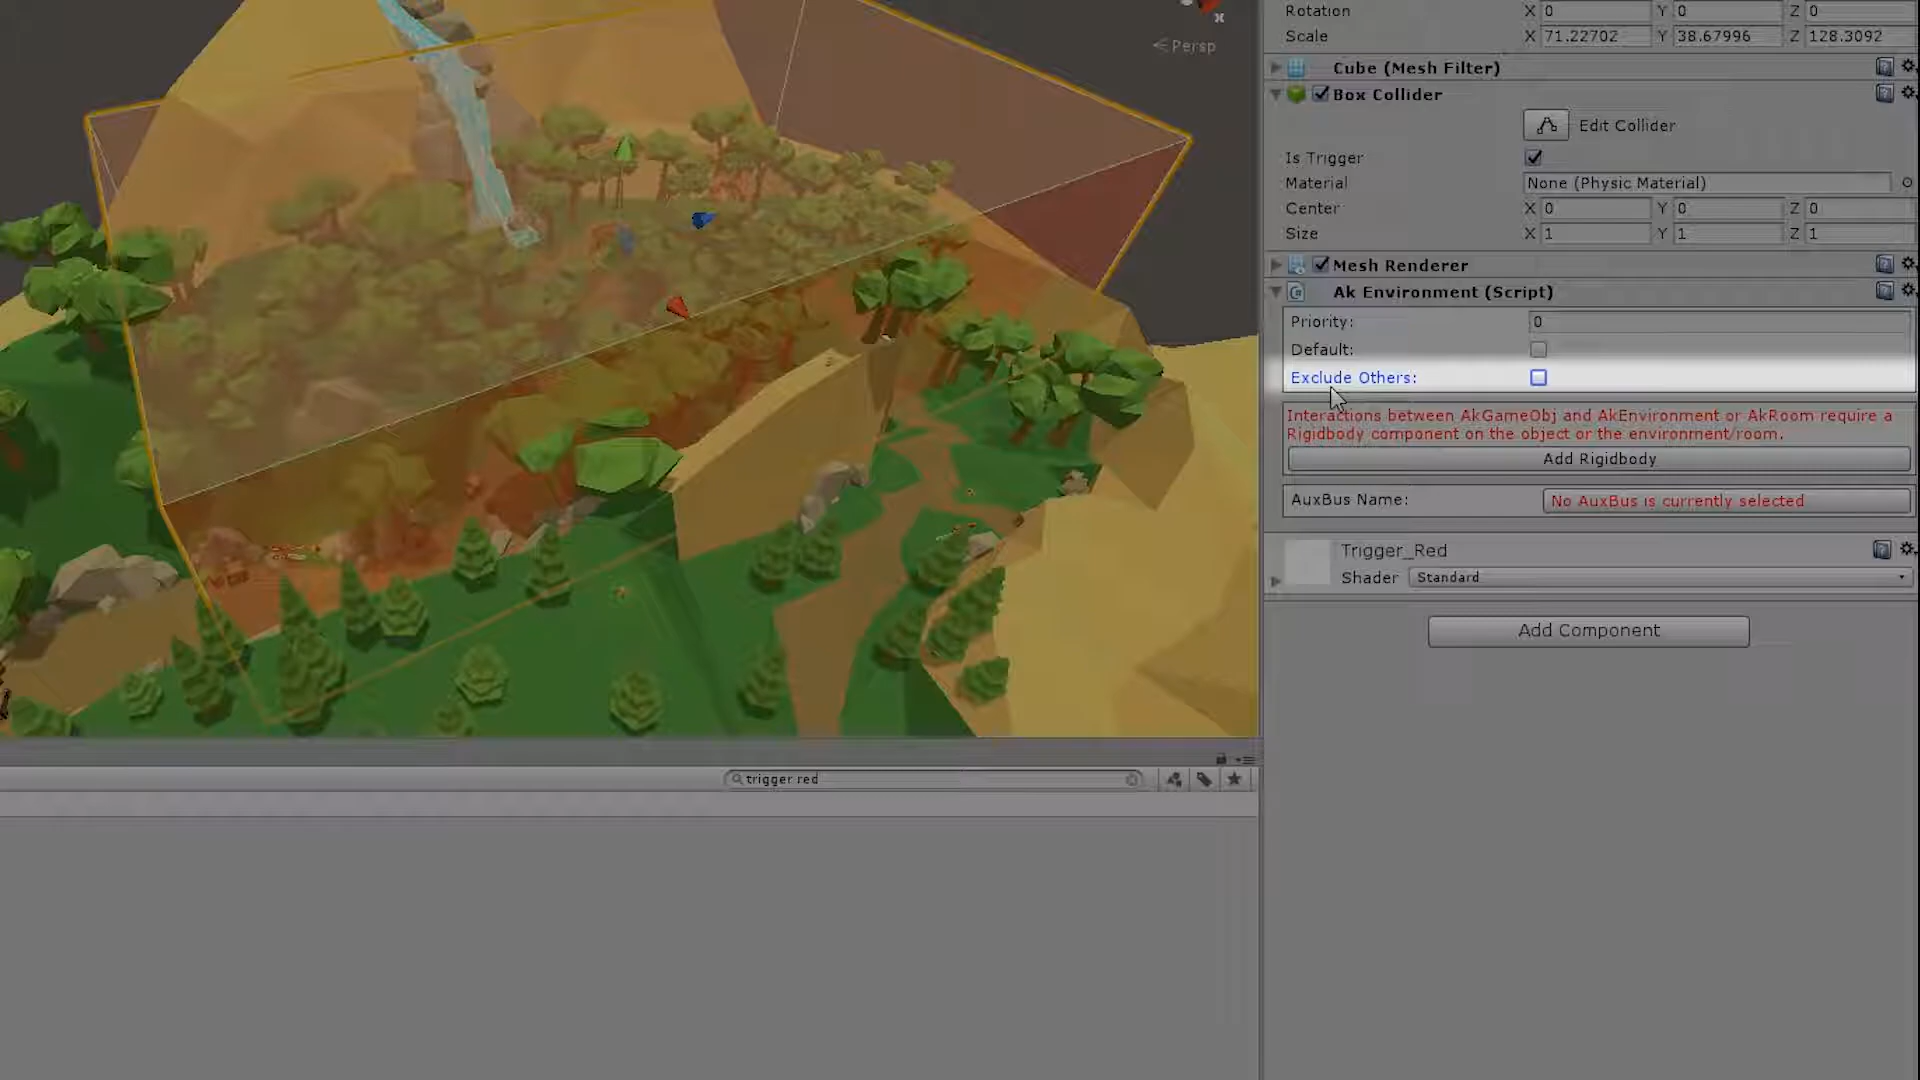 x
Persp
Rotation X 0 Y 0 Z 0
Scale X 71.22702 Y 38.67996 Z 128.3092
Cube (Mesh Filter)
Box Collider
Edit Collider
Is Trigger
Material None (Physic Material)
Center X 0 Y 0 Z 0
Size X 1 Y 1 Z 1
Mesh Renderer
Ak Environment (Script)
Priority: 0
Default:
Exclude Others:
Interactions between AkGameObj and AkEnvironment or AkRoom require a
Rigidbody component on the object or the environment/room.
Add Rigidbody
AuxBus Name: No AuxBus is currently selected
Trigger_Red
Shader Standard
Add Component
trigger red